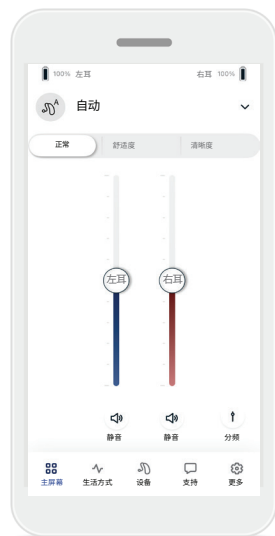 100% 左耳 右耳 100%
A 自动
正常 舒适度 清晰度
左耳 右耳
静音 静音 分频
主屏幕 生活方式 设备 支持 更多